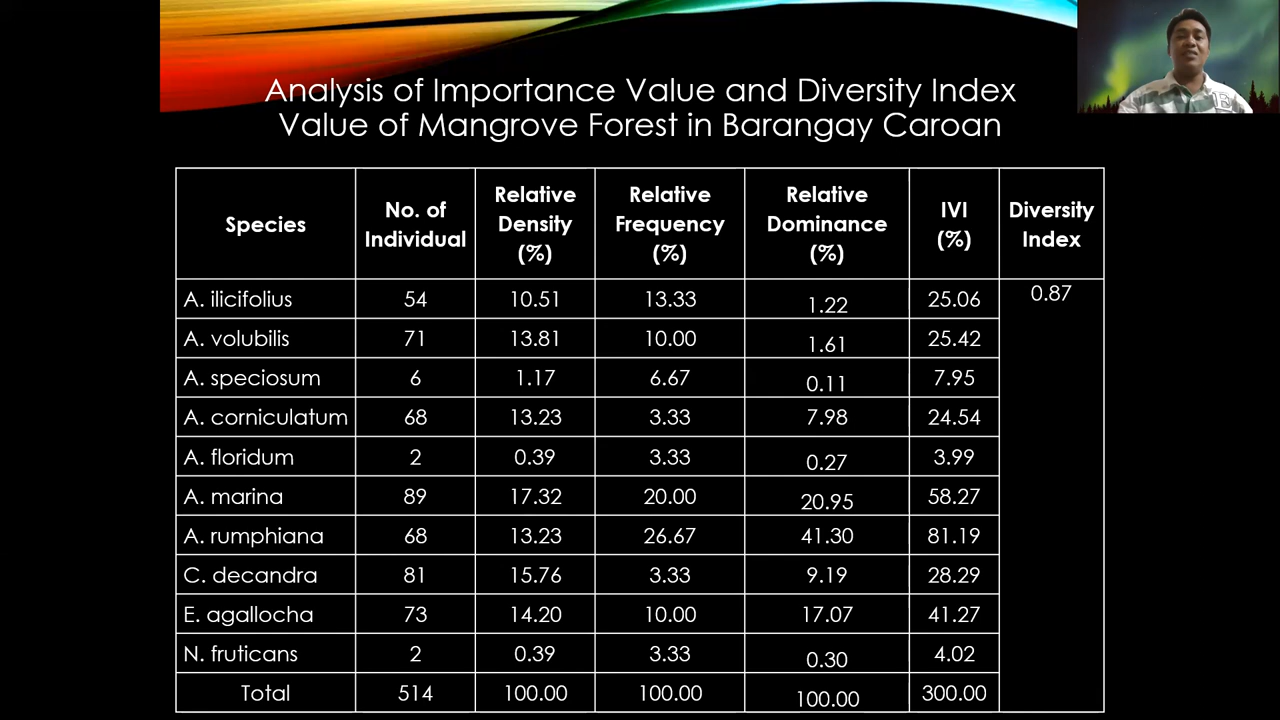 Analysis of Importance Value and Diversity Index
Value of Mangrove Forest in Barangay Caroan
Species No. of Individual Relative Density (%) Relative Frequency (%) Relative Dominance (%) IVI (%) Diversity Index
A. ilicifolius 54 10.51 13.33 1.22 25.06 0.87
A. volubilis 71 13.81 10.00 1.61 25.42
A. speciosum 6 1.17 6.67 0.11 7.95
A. corniculatum 68 13.23 3.33 7.98 24.54
A. floridum 2 0.39 3.33 0.27 3.99
A. marina 89 17.32 20.00 20.95 58.27
A. rumphiana 68 13.23 26.67 41.30 81.19
C. decandra 81 15.76 3.33 9.19 28.29
E. agallocha 73 14.20 10.00 17.07 41.27
N. fruticans 2 0.39 3.33 0.30 4.02
Total 514 100.00 100.00 100.00 300.00
E